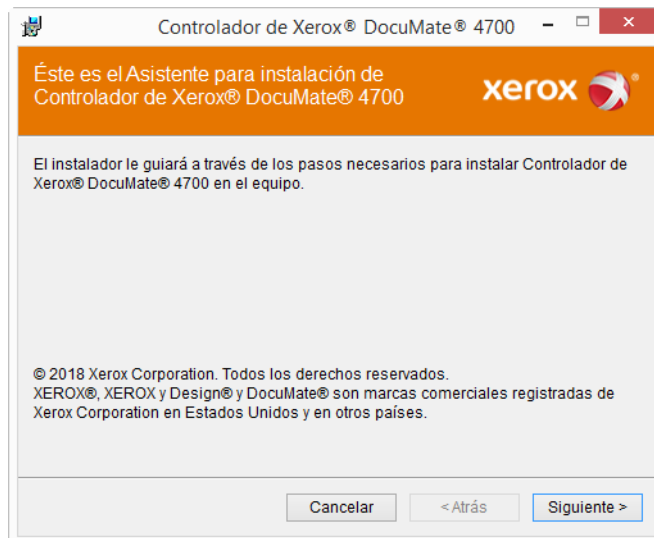 Controlador de Xerox® DocuMate® 4700
Éste es el Asistente para instalación de
Controlador de Xerox® DocuMate® 4700
xerox®
El instalador le guiará a través de los pasos necesarios para instalar Controlador de
Xerox® DocuMate® 4700 en el equipo.
© 2018 Xerox Corporation. Todos los derechos reservados.
XEROX®, XEROX y Design® y DocuMate® son marcas comerciales registradas de
Xerox Corporation en Estados Unidos y en otros países.
Cancelar
< Atrás
Siguiente >